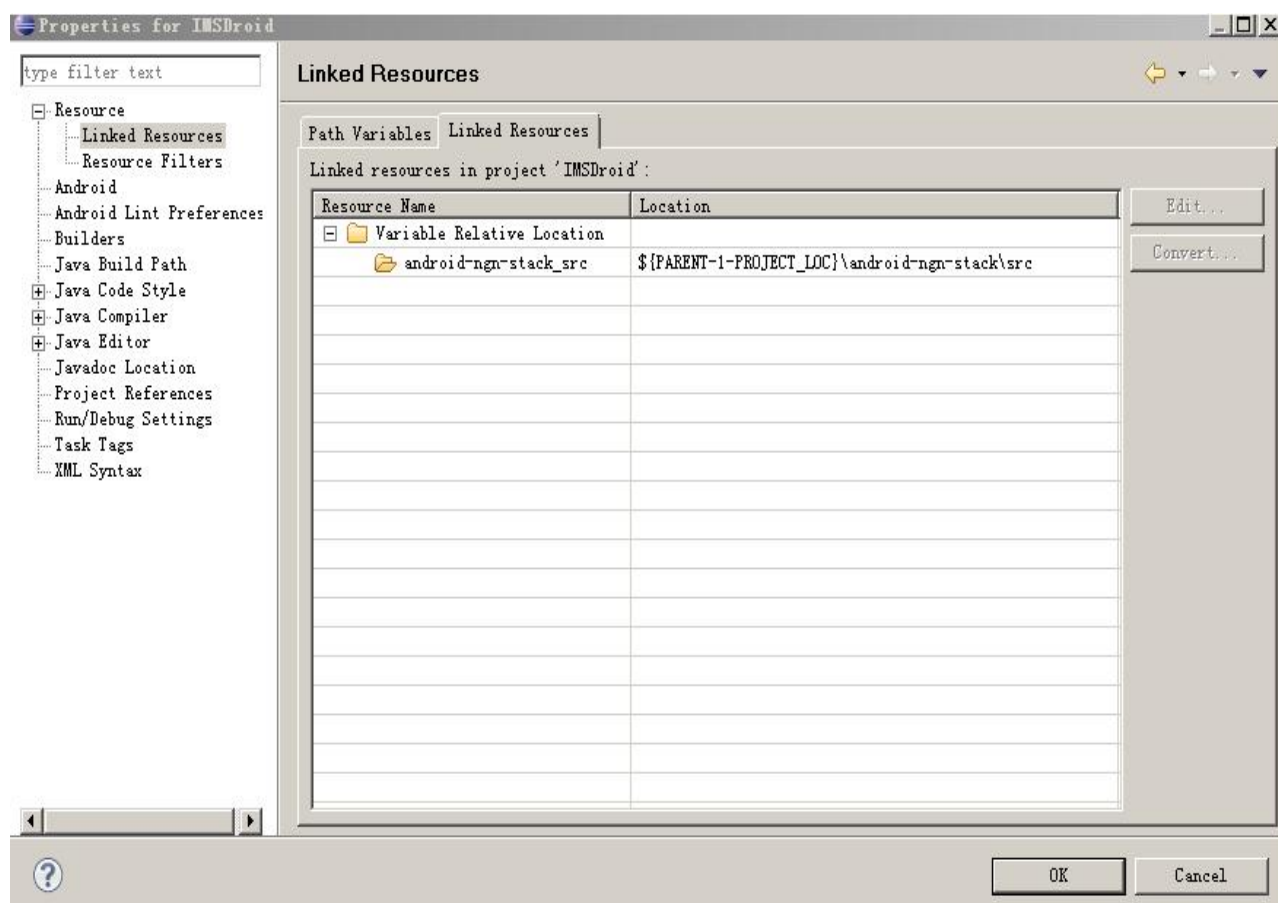 Properties for IMSDroid
type filter text
Resource
Linked Resources
Resource Filters
Android
Android Lint Preferences
Builders
Java Build Path
Java Code Style
Java Compiler
Java Editor
Javadoc Location
Project References
Run/Debug Settings
Task Tags
XML Syntax
Linked Resources
Path Variables Linked Resources
Linked resources in project 'IMSDroid':
Resource Name Location
Variable Relative Location
android-ngn-stack_src ${PARENT-1-PROJECT_LOC}\android-ngn-stack\src
Edit...
Convert...
OK Cancel